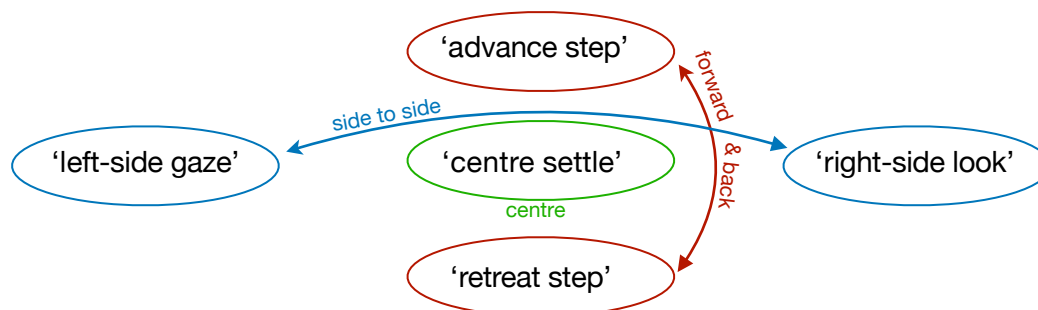 ‘advance step’
forward & back
side to side
‘left-side gaze’
‘centre settle’
‘right-side look’
centre
‘retreat step’